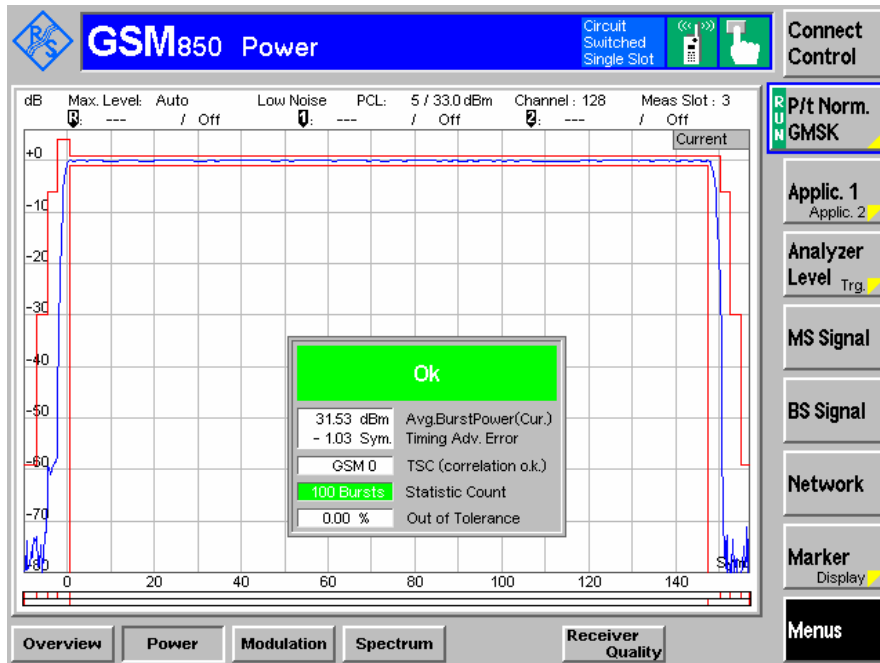 R&S
GSM850 Power
Circuit
Switched
Single Slot
Connect
Control
dB Max. Level: Auto Low Noise PCL: 5 / 33.0 dBm Channel : 128 Meas Slot : 3
R: --- / Off 1: --- / Off 2: --- / Off
Current
RUN
P/t Norm.
GMSK
Applic. 1
Applic. 2
Analyzer
Level Trg.
MS Signal
BS Signal
Network
Marker
Display
Menus
+0
-10
-20
-30
-40
-50
-60
-70
-80
0 20 40 60 80 100 120 140
Ok
31.53 dBm Avg.BurstPower(Cur.)
- 1.03 Sym. Timing Adv. Error
GSM 0 TSC (correlation o.k.)
100 Bursts Statistic Count
0.00 % Out of Tolerance
Overview Power Modulation Spectrum Receiver
Quality